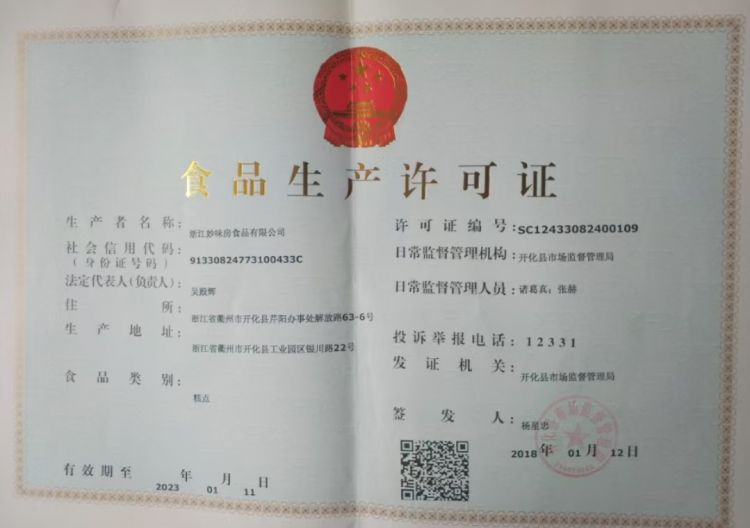 食品生产许可证
生产者名称：
浙江妙味房食品有限公司
社会信用代码：
（身份证号码）
91330824773100433C
法定代表人(负责人)：
吴殿辉
住所：
浙江省衢州市开化县芹阳办事处解放路63-6号
生产地址：
浙江省衢州市开化县工业园区银川路22号
食品类别：
糕点
有效期至 2023 年 01 月 11 日
许可证编号：SC12433082400109
日常监督管理机构：开化县市场监督管理局
日常监督管理人员：诸葛真；张赫
投诉举报电话：12331
发证机关：
开化县市场监督管理局
签发人：
杨星忠
2018 年 01 月 12 日